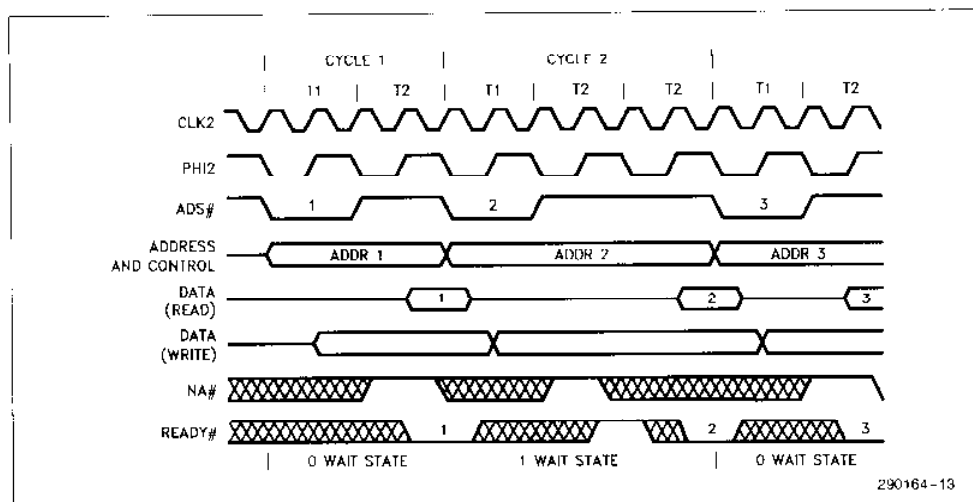 CYCLE 1 CYCLE 2
T1 T2 T1 T2 T2 T1 T2
CLK2
PHI2
ADS# 1 2 3
ADDRESS
AND CONTROL ADDR 1 ADDR 2 ADDR 3
DATA
(READ) 1 2 3
DATA
(WRITE)
NA#
READY# 1 2 3
0 WAIT STATE 1 WAIT STATE 0 WAIT STATE
290164-13